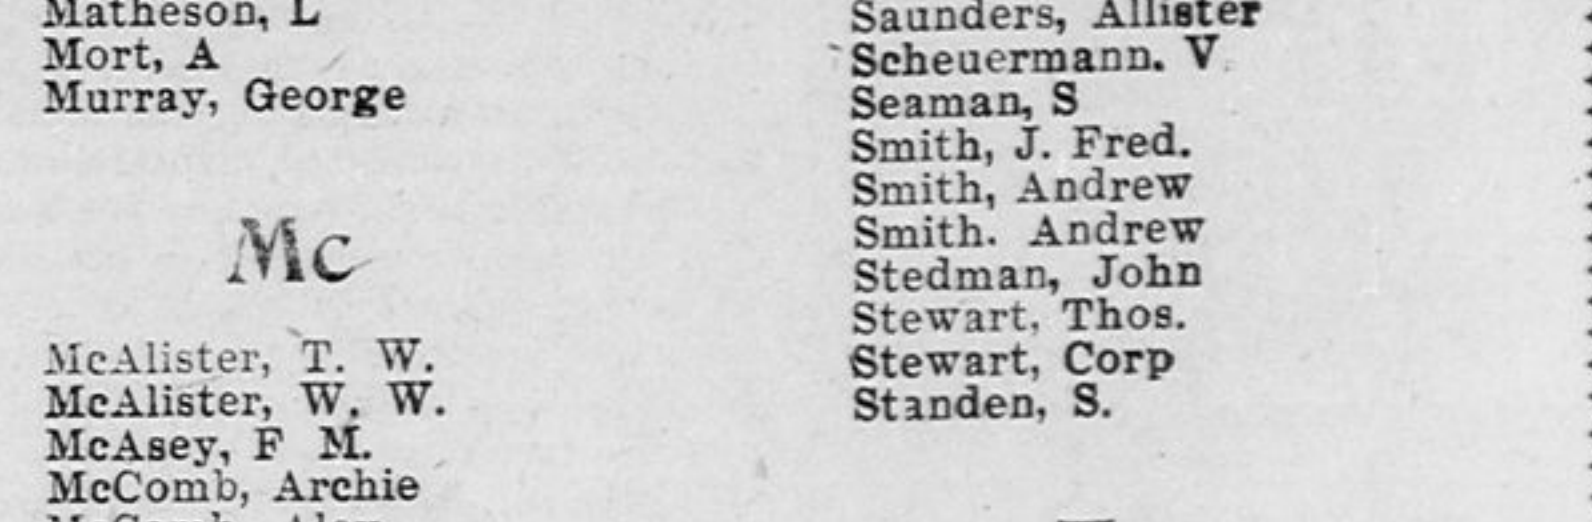 Matheson, L
Mort, A
Murray, George
Mc
McAlister, T. W.
McAlister, W. W.
McAsey, F M.
McComb, Archie
Saunders, Allister
Scheuermann. V
Seaman, S
Smith, J. Fred.
Smith, Andrew
Smith. Andrew
Stedman, John
Stewart, Thos.
Stewart, Corp
Standen, S.